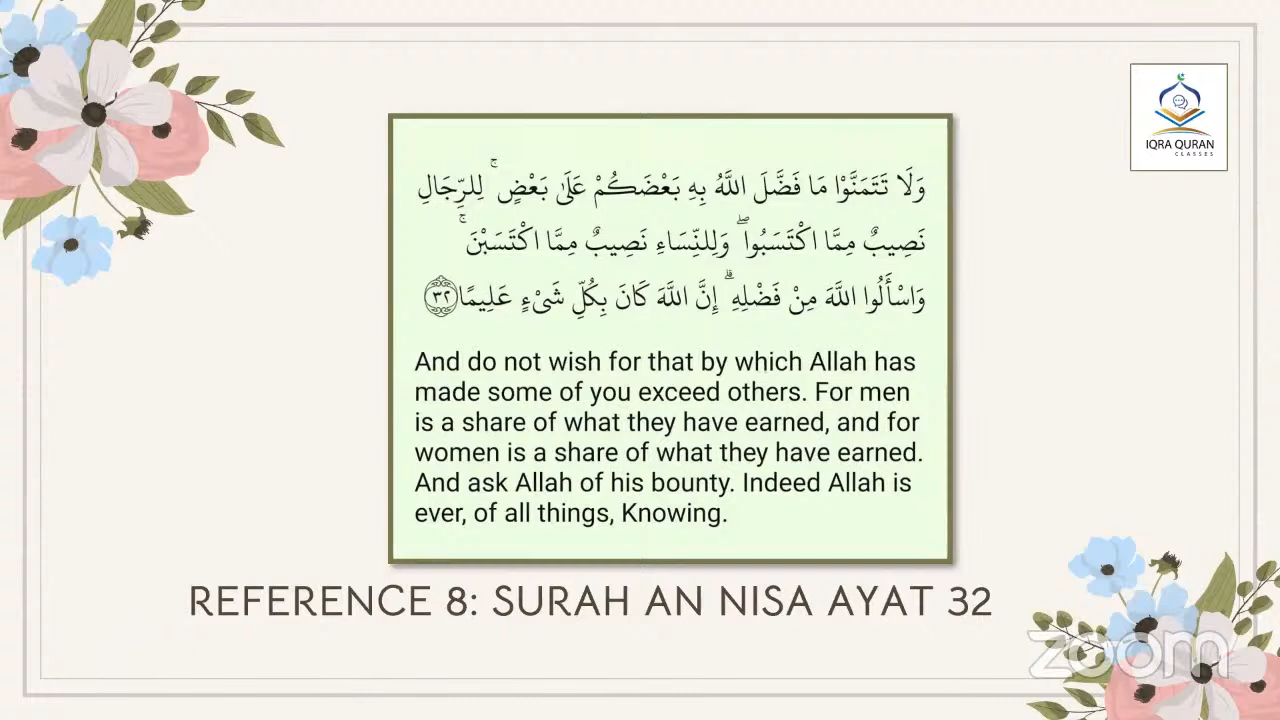 IQRA QURAN
CLASSES
وَلَا تَتَمَنَّوْا مَا فَضَّلَ اللَّهُ بِهِ بَعْضَكُمْ عَلَىٰ بَعْضٍ ۚ لِلرِّجَالِ
نَصِيبٌ مِمَّا اكْتَسَبُوا ۖ وَلِلنِّسَاءِ نَصِيبٌ مِمَّا اكْتَسَبْنَ ۚ
وَاسْأَلُوا اللَّهَ مِنْ فَضْلِهِ ۗ إِنَّ اللَّهَ كَانَ بِكُلِّ شَيْءٍ عَلِيمًا ٣٢
And do not wish for that by which Allah has
made some of you exceed others. For men
is a share of what they have earned, and for
women is a share of what they have earned.
And ask Allah of his bounty. Indeed Allah is
ever, of all things, Knowing.
REFERENCE 8: SURAH AN NISA AYAT 32
zoom